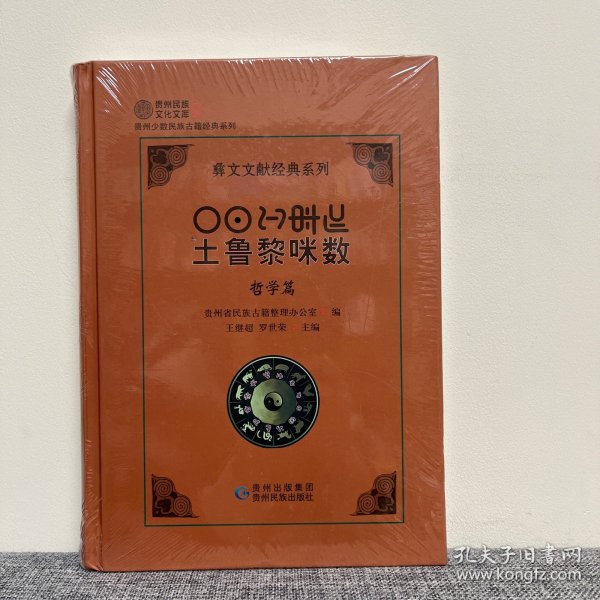 贵州民族
文化文库
贵州少数民族古籍经典系列
彝文文献经典系列
土鲁黎咪数
哲学篇
贵州省民族古籍整理办公室 编
王继超 罗世荣 主编
贵州出版集团
贵州民族出版社
孔夫子旧书网
www.kongfz.com